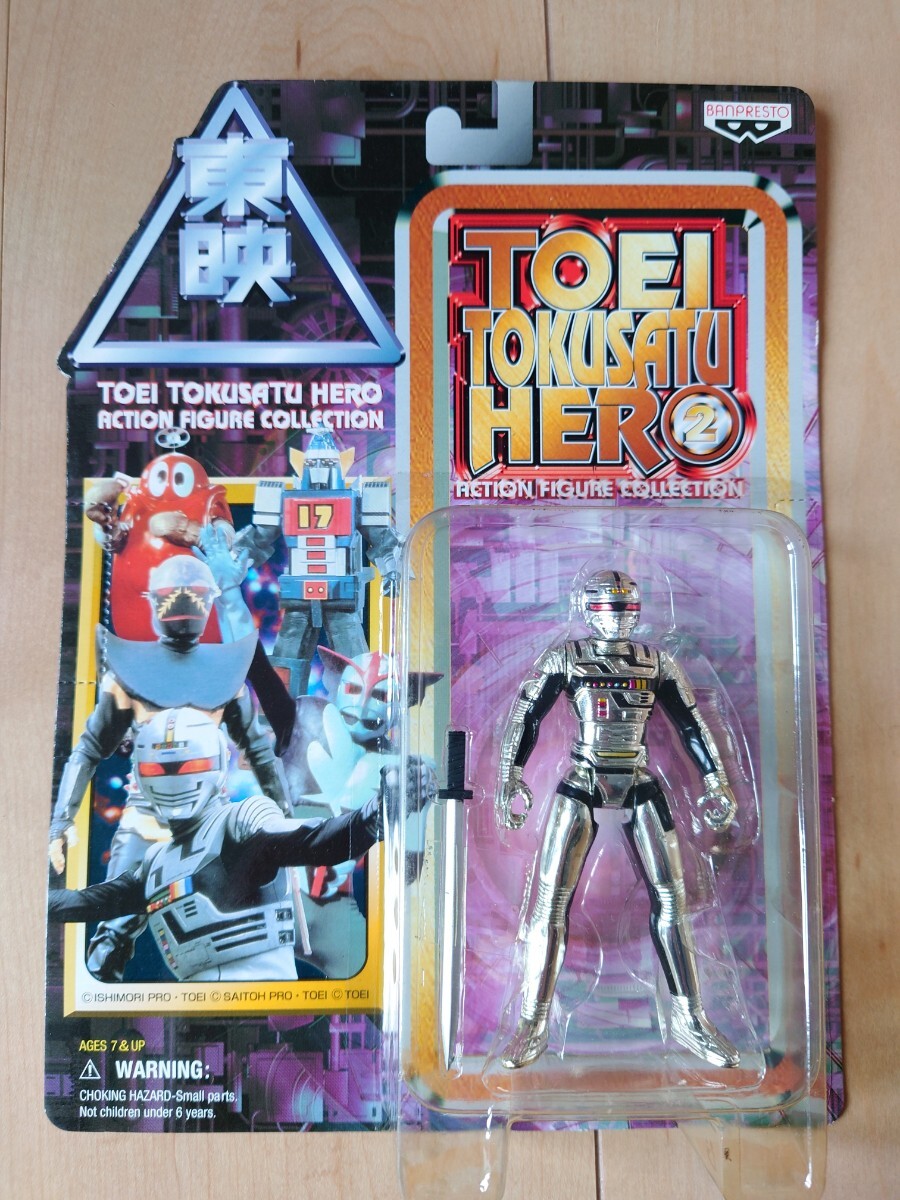 BANPRESTO
東映
TOEI
TOKUSATU
HERO 2
ACTION FIGURE COLLECTION
TOEI TOKUSATU HERO
ACTION FIGURE COLLECTION
17
©ISHIMORI PRO・TOEI ©SAITOH PRO・TOEI ©TOEI
AGES 7 & UP
⚠ WARNING:
CHOKING HAZARD-Small parts.
Not children under 6 years.